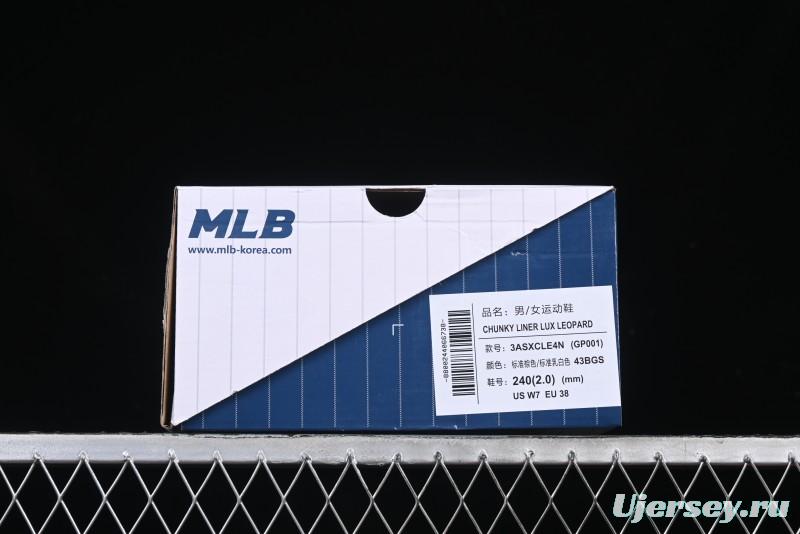 MLB
www.mlb-korea.com
品名: 男/女运动鞋
CHUNKY LINER LUX LEOPARD
款号: 3ASXCLE4N (GP001)
颜色: 标准棕色/标准乳白色 43BGS
鞋号: 240(2.0) (mm)
US W7 EU 38
Ujersey.ru